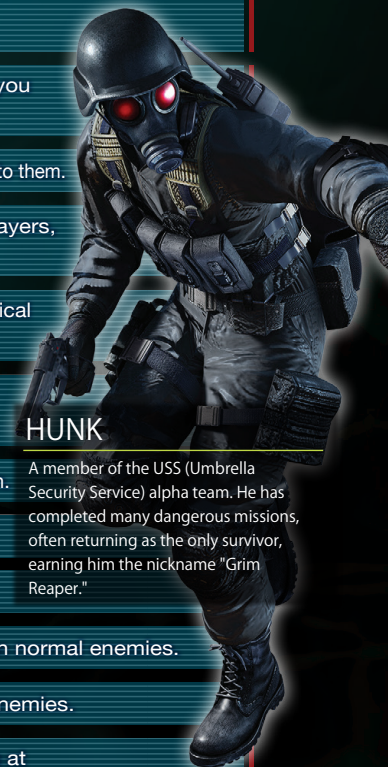 you
to them.
ayers,
ical
HUNK
A member of the USS (Umbrella
Security Service) alpha team. He has
completed many dangerous missions,
often returning as the only survivor,
earning him the nickname "Grim
Reaper."
n.
n normal enemies.
nemies.
at